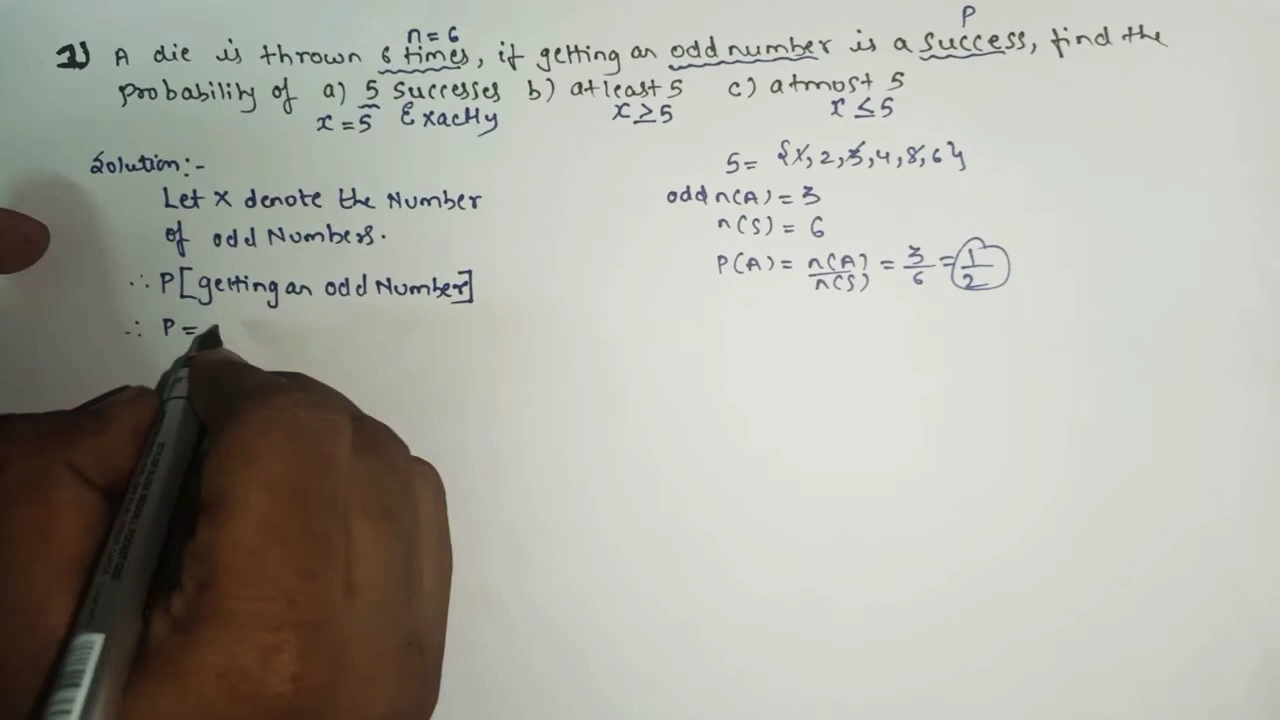 n = 6
P
1) A die is thrown 6 times, if getting an odd number is a success, find the
probability of a) 5 successes b) atleast 5 c) atmost 5
x = 5 Exactly x ≥ 5 x ≤ 5
Solution:-
Let x denote the Number
of odd Numbers.
∴ P[getting an odd Number]
∴ P =
S = {1, 2, 3, 4, 5, 6}
odd n(A) = 3
n(S) = 6
P(A) = n(A)/n(S) = 3/6 = 1/2